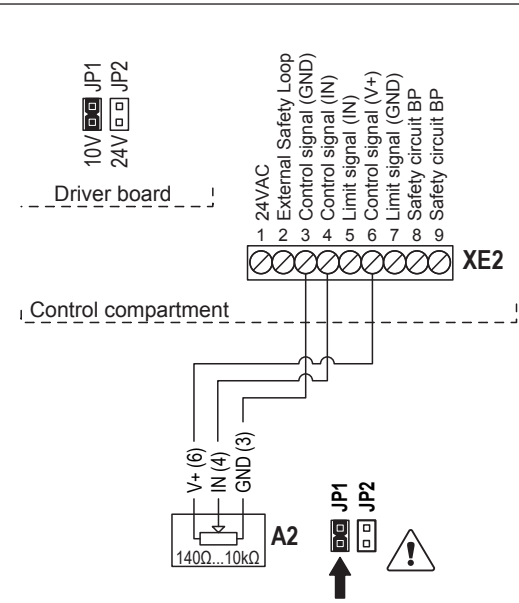 10V JP1
24V JP2
Driver board
24VAC
External Safety Loop
Control signal (GND)
Control signal (IN)
Limit signal (IN)
Control signal (V+)
Limit signal (GND)
Safety circuit BP
Safety circuit BP
1 2 3 4 5 6 7 8 9
XE2
Control compartment
V+ (6)
IN (4)
GND (3)
JP1
JP2
A2
140Ω...10kΩ